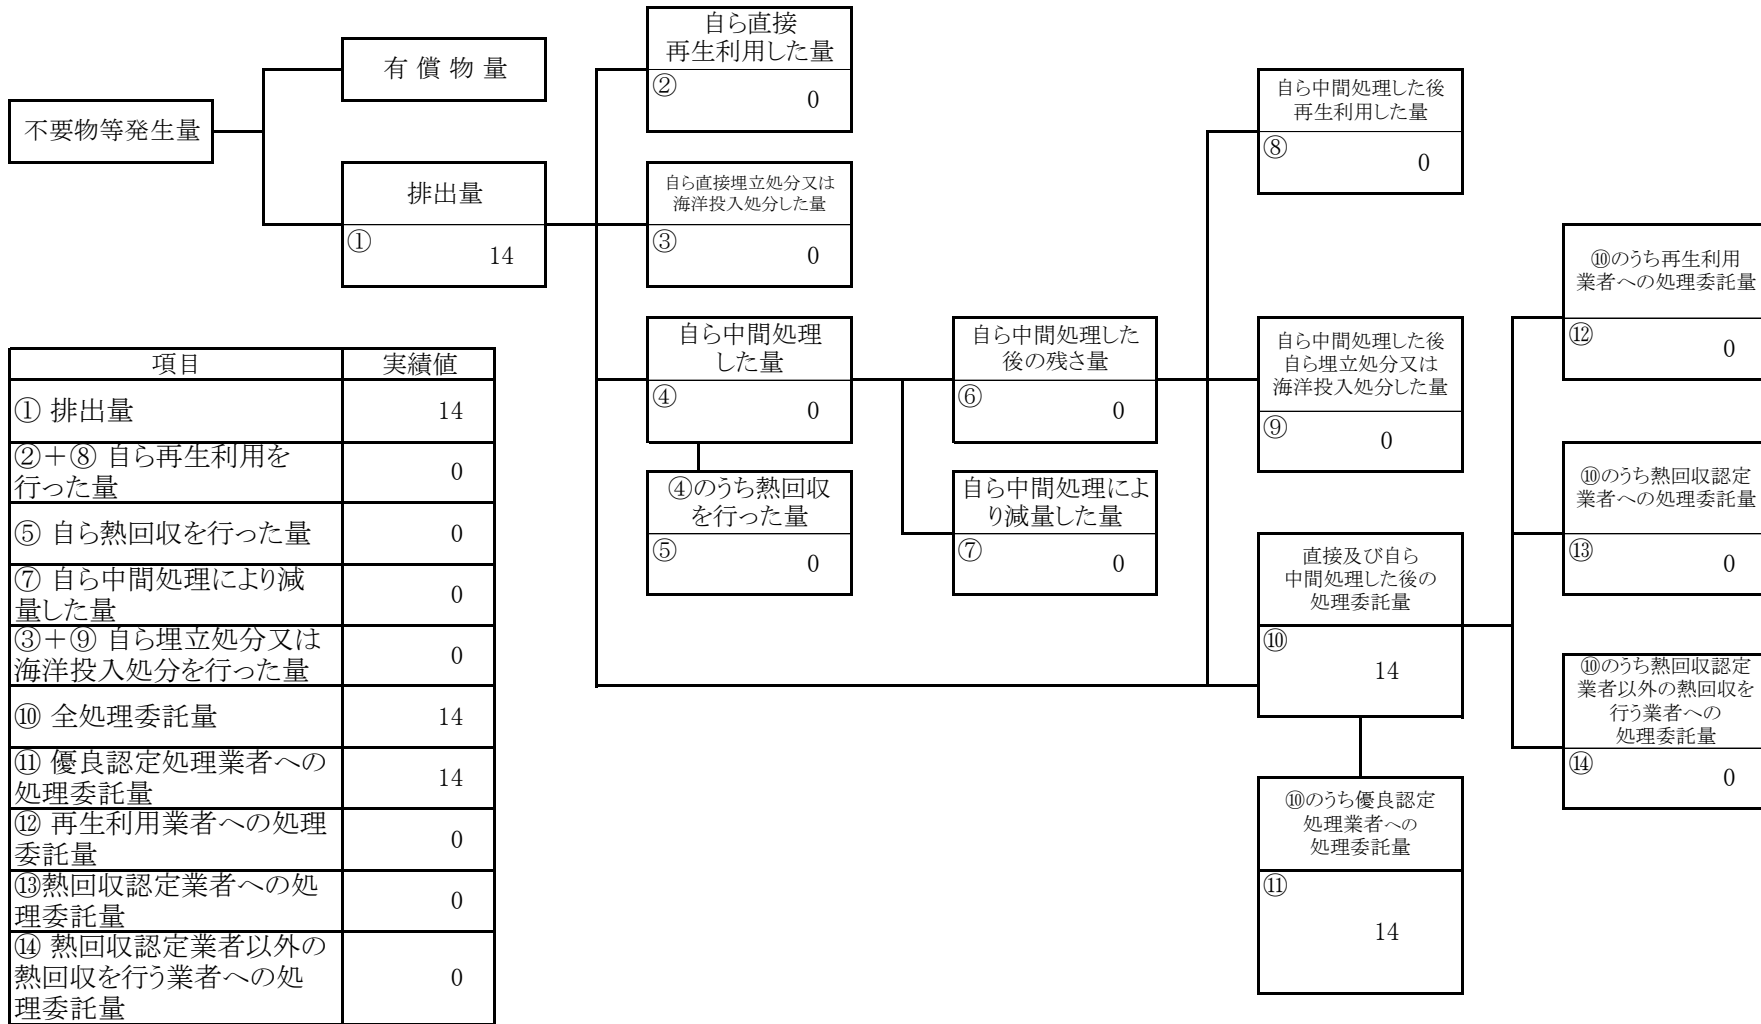 不要物等発生量
有 償 物 量
排出量
①
14
自ら直接
再生利用した量
②
0
自ら直接埋立処分又は
海洋投入処分した量
③
0
自ら中間処理
した量
④
0
④のうち熱回収
を行った量
⑤
0
自ら中間処理した
後の残さ量
⑥
0
自ら中間処理によ
り減量した量
⑦
0
自ら中間処理した後
再生利用した量
⑧
0
自ら中間処理した後
自ら埋立処分又は
海洋投入処分した量
⑨
0
直接及び自ら
中間処理した後の
処理委託量
⑩
14
⑩のうち優良認定
処理業者への
処理委託量
⑪
14
⑩のうち再生利用
業者への処理委託量
⑫
0
⑩のうち熱回収認定
業者への処理委託量
⑬
0
⑩のうち熱回収認定
業者以外の熱回収を
行う業者への
処理委託量
⑭
0
項目 実績値
① 排出量 14
②＋⑧ 自ら再生利用を
行った量 0
⑤ 自ら熱回収を行った量 0
⑦ 自ら中間処理により減
量した量 0
③＋⑨ 自ら埋立処分又は
海洋投入処分を行った量 0
⑩ 全処理委託量 14
⑪ 優良認定処理業者への
処理委託量 14
⑫ 再生利用業者への処理
委託量 0
⑬熱回収認定業者への処
理委託量 0
⑭ 熱回収認定業者以外の
熱回収を行う業者への処
理委託量 0